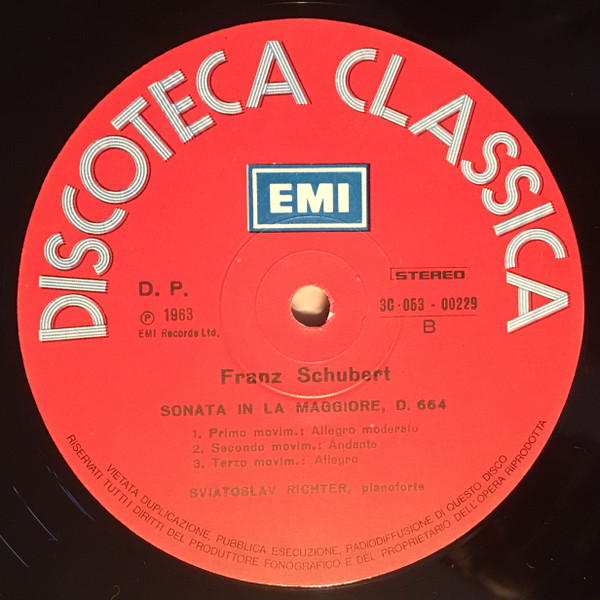 DISCOTECA CLASSICA
EMI
D. P.
℗ 1963
EMI Records Ltd.
STEREO
3C-053-00229
B
Franz Schubert
SONATA IN LA MAGGIORE, D. 664
1. Primo movim.: Allegro moderato
2. Secondo movim.: Andante
3. Terzo movim.: Allegro
SVIATOSLAV RICHTER, pianoforte
VIETATA DUPLICAZIONE, PUBBLICA ESECUZIONE, RADIODIFFUSIONE DI QUESTO DISCO
RISERVATI TUTTI I DIRITTI DEL PRODUTTORE FONOGRAFICO E DEL PROPRIETARIO DELL'OPERA RIPRODOTTA